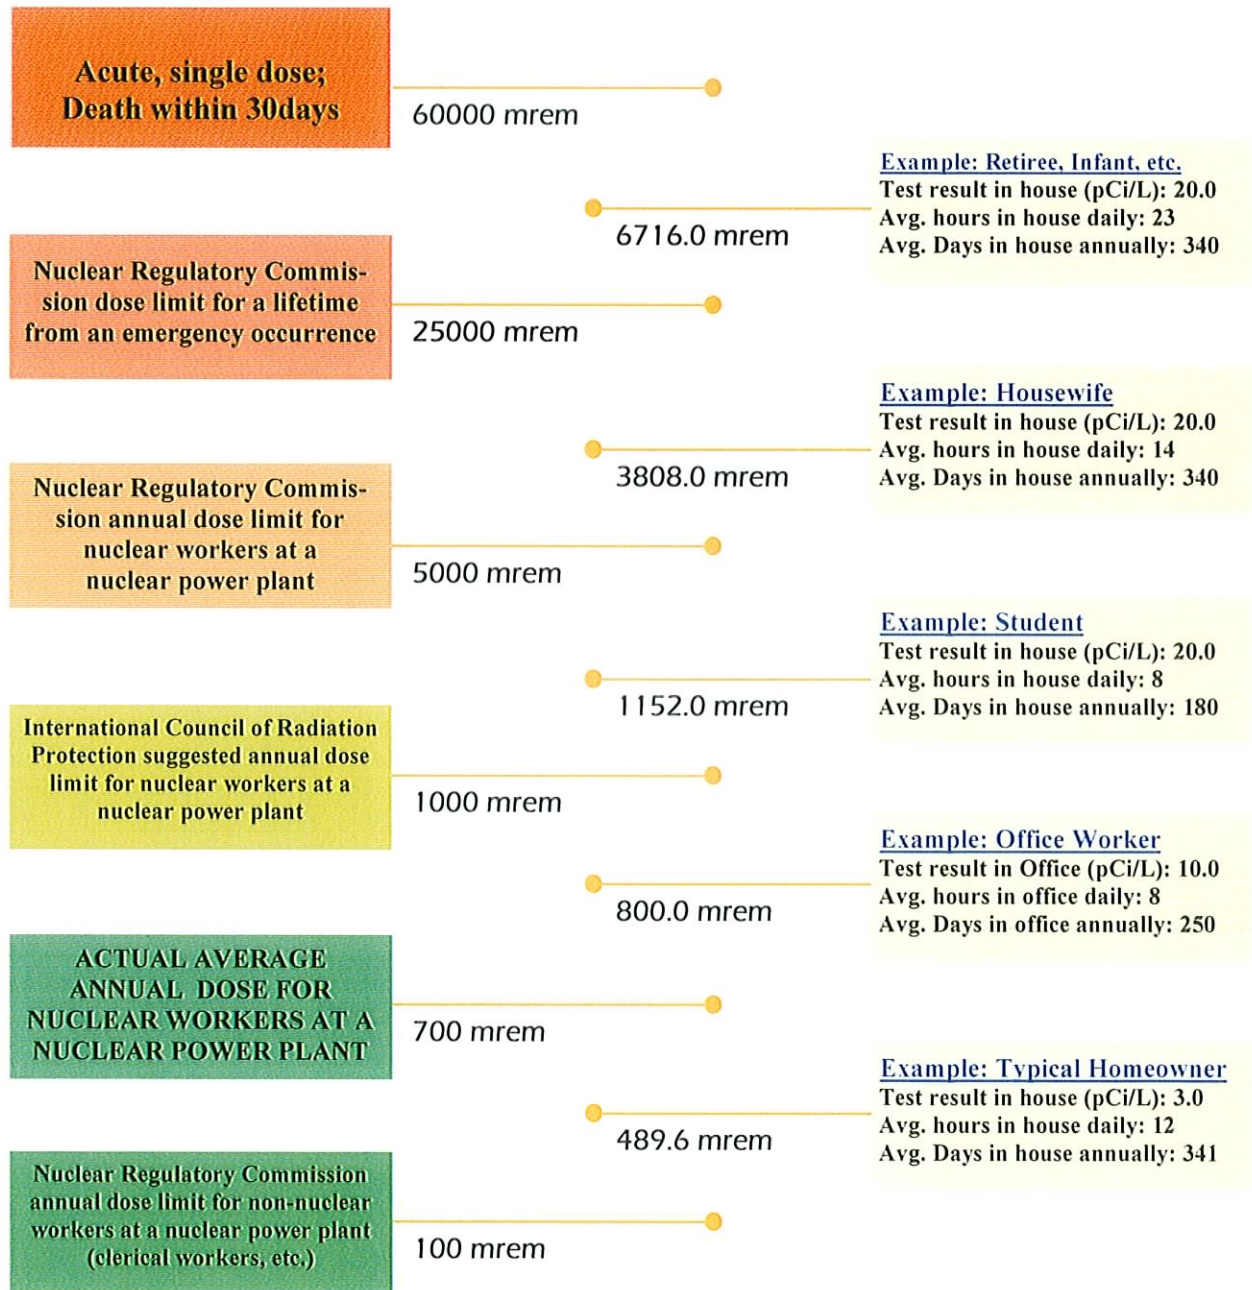 Acute, single dose;
Death within 30days
60000 mrem
Example: Retiree, Infant, etc.
Test result in house (pCi/L): 20.0
Avg. hours in house daily: 23
Avg. Days in house annually: 340
6716.0 mrem
Nuclear Regulatory Commis-
sion dose limit for a lifetime
from an emergency occurrence
25000 mrem
Example: Housewife
Test result in house (pCi/L): 20.0
Avg. hours in house daily: 14
Avg. Days in house annually: 340
3808.0 mrem
Nuclear Regulatory Commis-
sion annual dose limit for
nuclear workers at a
nuclear power plant
5000 mrem
Example: Student
Test result in house (pCi/L): 20.0
Avg. hours in house daily: 8
Avg. Days in house annually: 180
1152.0 mrem
International Council of Radiation
Protection suggested annual dose
limit for nuclear workers at a
nuclear power plant
1000 mrem
Example: Office Worker
Test result in Office (pCi/L): 10.0
Avg. hours in office daily: 8
Avg. Days in office annually: 250
800.0 mrem
ACTUAL AVERAGE
ANNUAL DOSE FOR
NUCLEAR WORKERS AT A
NUCLEAR POWER PLANT
700 mrem
Example: Typical Homeowner
Test result in house (pCi/L): 3.0
Avg. hours in house daily: 12
Avg. Days in house annually: 341
489.6 mrem
Nuclear Regulatory Commission
annual dose limit for non-nuclear
workers at a nuclear power plant
(clerical workers, etc.)
100 mrem